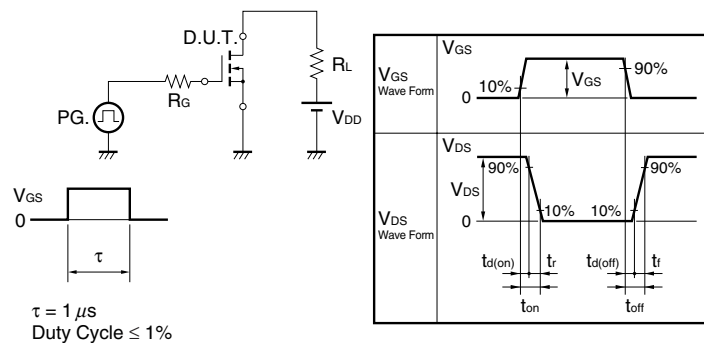 D.U.T.
RL
RG
PG.
VDD
VGS
0
τ
τ = 1 μs
Duty Cycle ≤ 1%
VGS
Wave Form
VGS
10%
VGS
90%
0
VDS
Wave Form
VDS
90%
VDS
90%
10%
10%
0
td(on)
tr
td(off)
tf
ton
toff